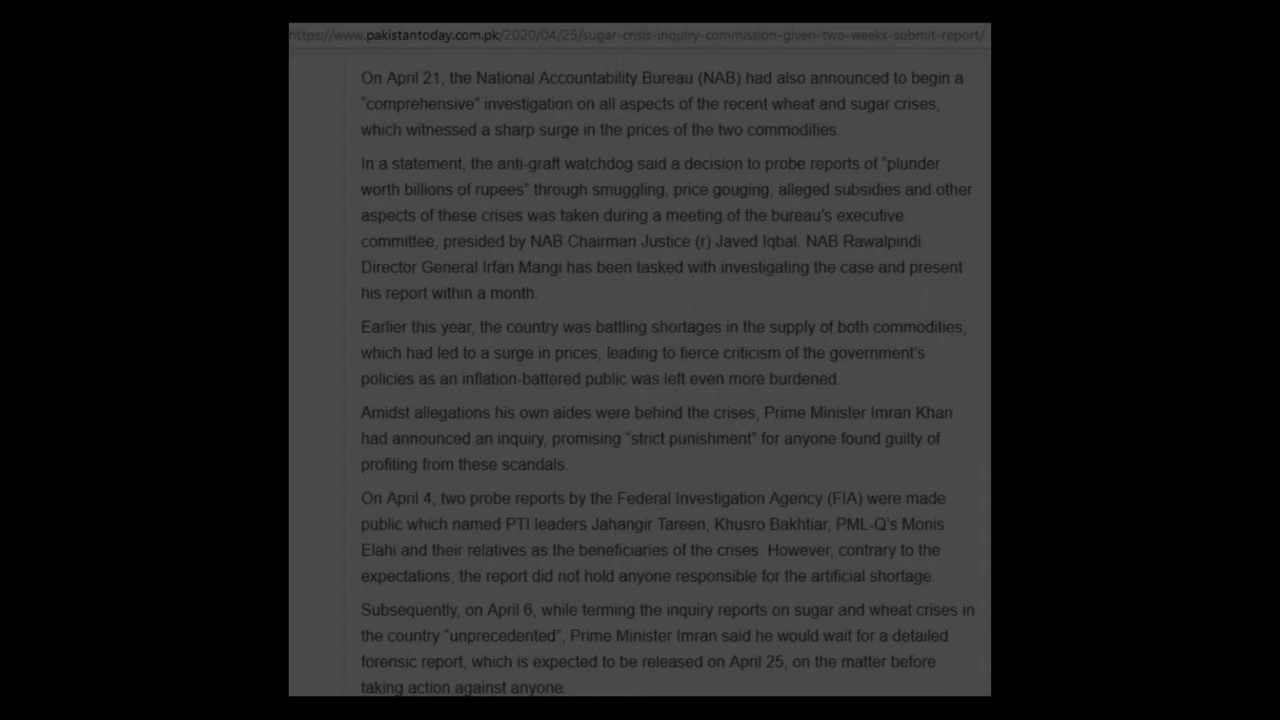 https://www.pakistantoday.com.pk/2020/04/25/sugar-crisis-inquiry-commission-given-two-weeks-submit-report/
On April 21, the National Accountability Bureau (NAB) had also announced to begin a
“comprehensive” investigation on all aspects of the recent wheat and sugar crises,
which witnessed a sharp surge in the prices of the two commodities.
In a statement, the anti-graft watchdog said a decision to probe reports of “plunder
worth billions of rupees” through smuggling, price gouging, alleged subsidies and other
aspects of these crises was taken during a meeting of the bureau’s executive
committee, presided by NAB Chairman Justice (r) Javed Iqbal. NAB Rawalpindi
Director General Irfan Mangi has been tasked with investigating the case and present
his report within a month.
Earlier this year, the country was battling shortages in the supply of both commodities,
which had led to a surge in prices, leading to fierce criticism of the government’s
policies as an inflation-battered public was left even more burdened.
Amidst allegations his own aides were behind the crises, Prime Minister Imran Khan
had announced an inquiry, promising “strict punishment” for anyone found guilty of
profiting from these scandals.
On April 4, two probe reports by the Federal Investigation Agency (FIA) were made
public which named PTI leaders Jahangir Tareen, Khusro Bakhtiar, PML-Q’s Monis
Elahi and their relatives as the beneficiaries of the crises. However, contrary to the
expectations, the report did not hold anyone responsible for the artificial shortage.
Subsequently, on April 6, while terming the inquiry reports on sugar and wheat crises in
the country “unprecedented”, Prime Minister Imran said he would wait for a detailed
forensic report, which is expected to be released on April 25, on the matter before
taking action against anyone.